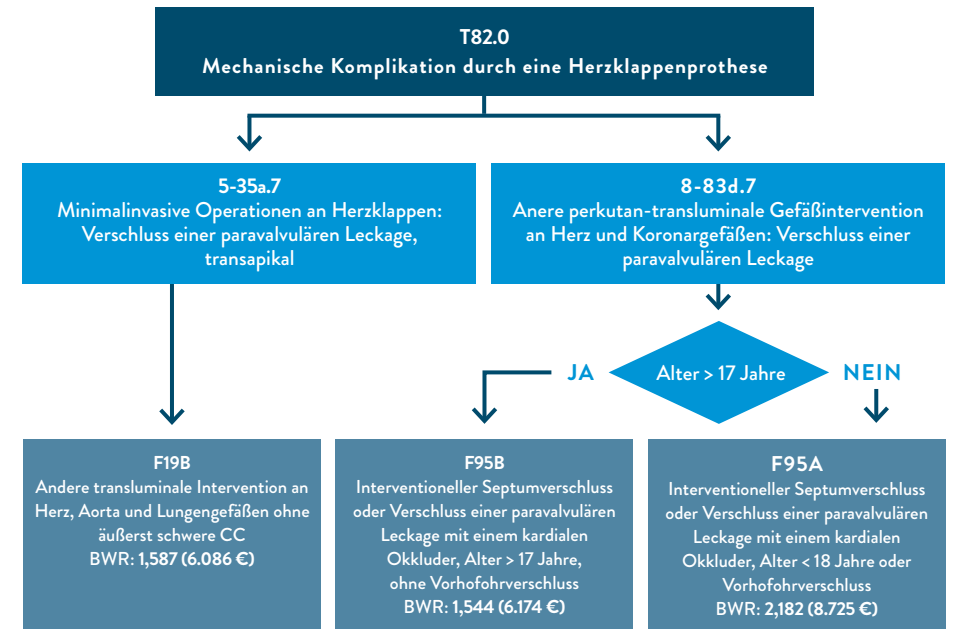 T82.0
Mechanische Komplikation durch eine Herzklappenprothese
5-35a.7
Minimalinvasive Operationen an Herzklappen:
Verschluss einer paravalvulären Leckage,
transapikal
8-83d.7
Anere perkutan-transluminale Gefäßintervention
an Herz und Koronargefäßen: Verschluss einer
paravalvulären Leckage
JA
Alter > 17 Jahre
NEIN
F19B
Andere transluminale Intervention an
Herz, Aorta und Lungengefäßen ohne
äußerst schwere CC
BWR: 1,587 (6.086 €)
F95B
Interventioneller Septumverschluss
oder Verschluss einer paravalvulären
Leckage mit einem kardialen
Okkluder, Alter > 17 Jahre,
ohne Vorhofohrverschluss
BWR: 1,544 (6.174 €)
F95A
Interventioneller Septumverschluss
oder Verschluss einer paravalvulären
Leckage mit einem kardialen
Okkluder, Alter < 18 Jahre oder
Vorhofohrverschluss
BWR: 2,182 (8.725 €)